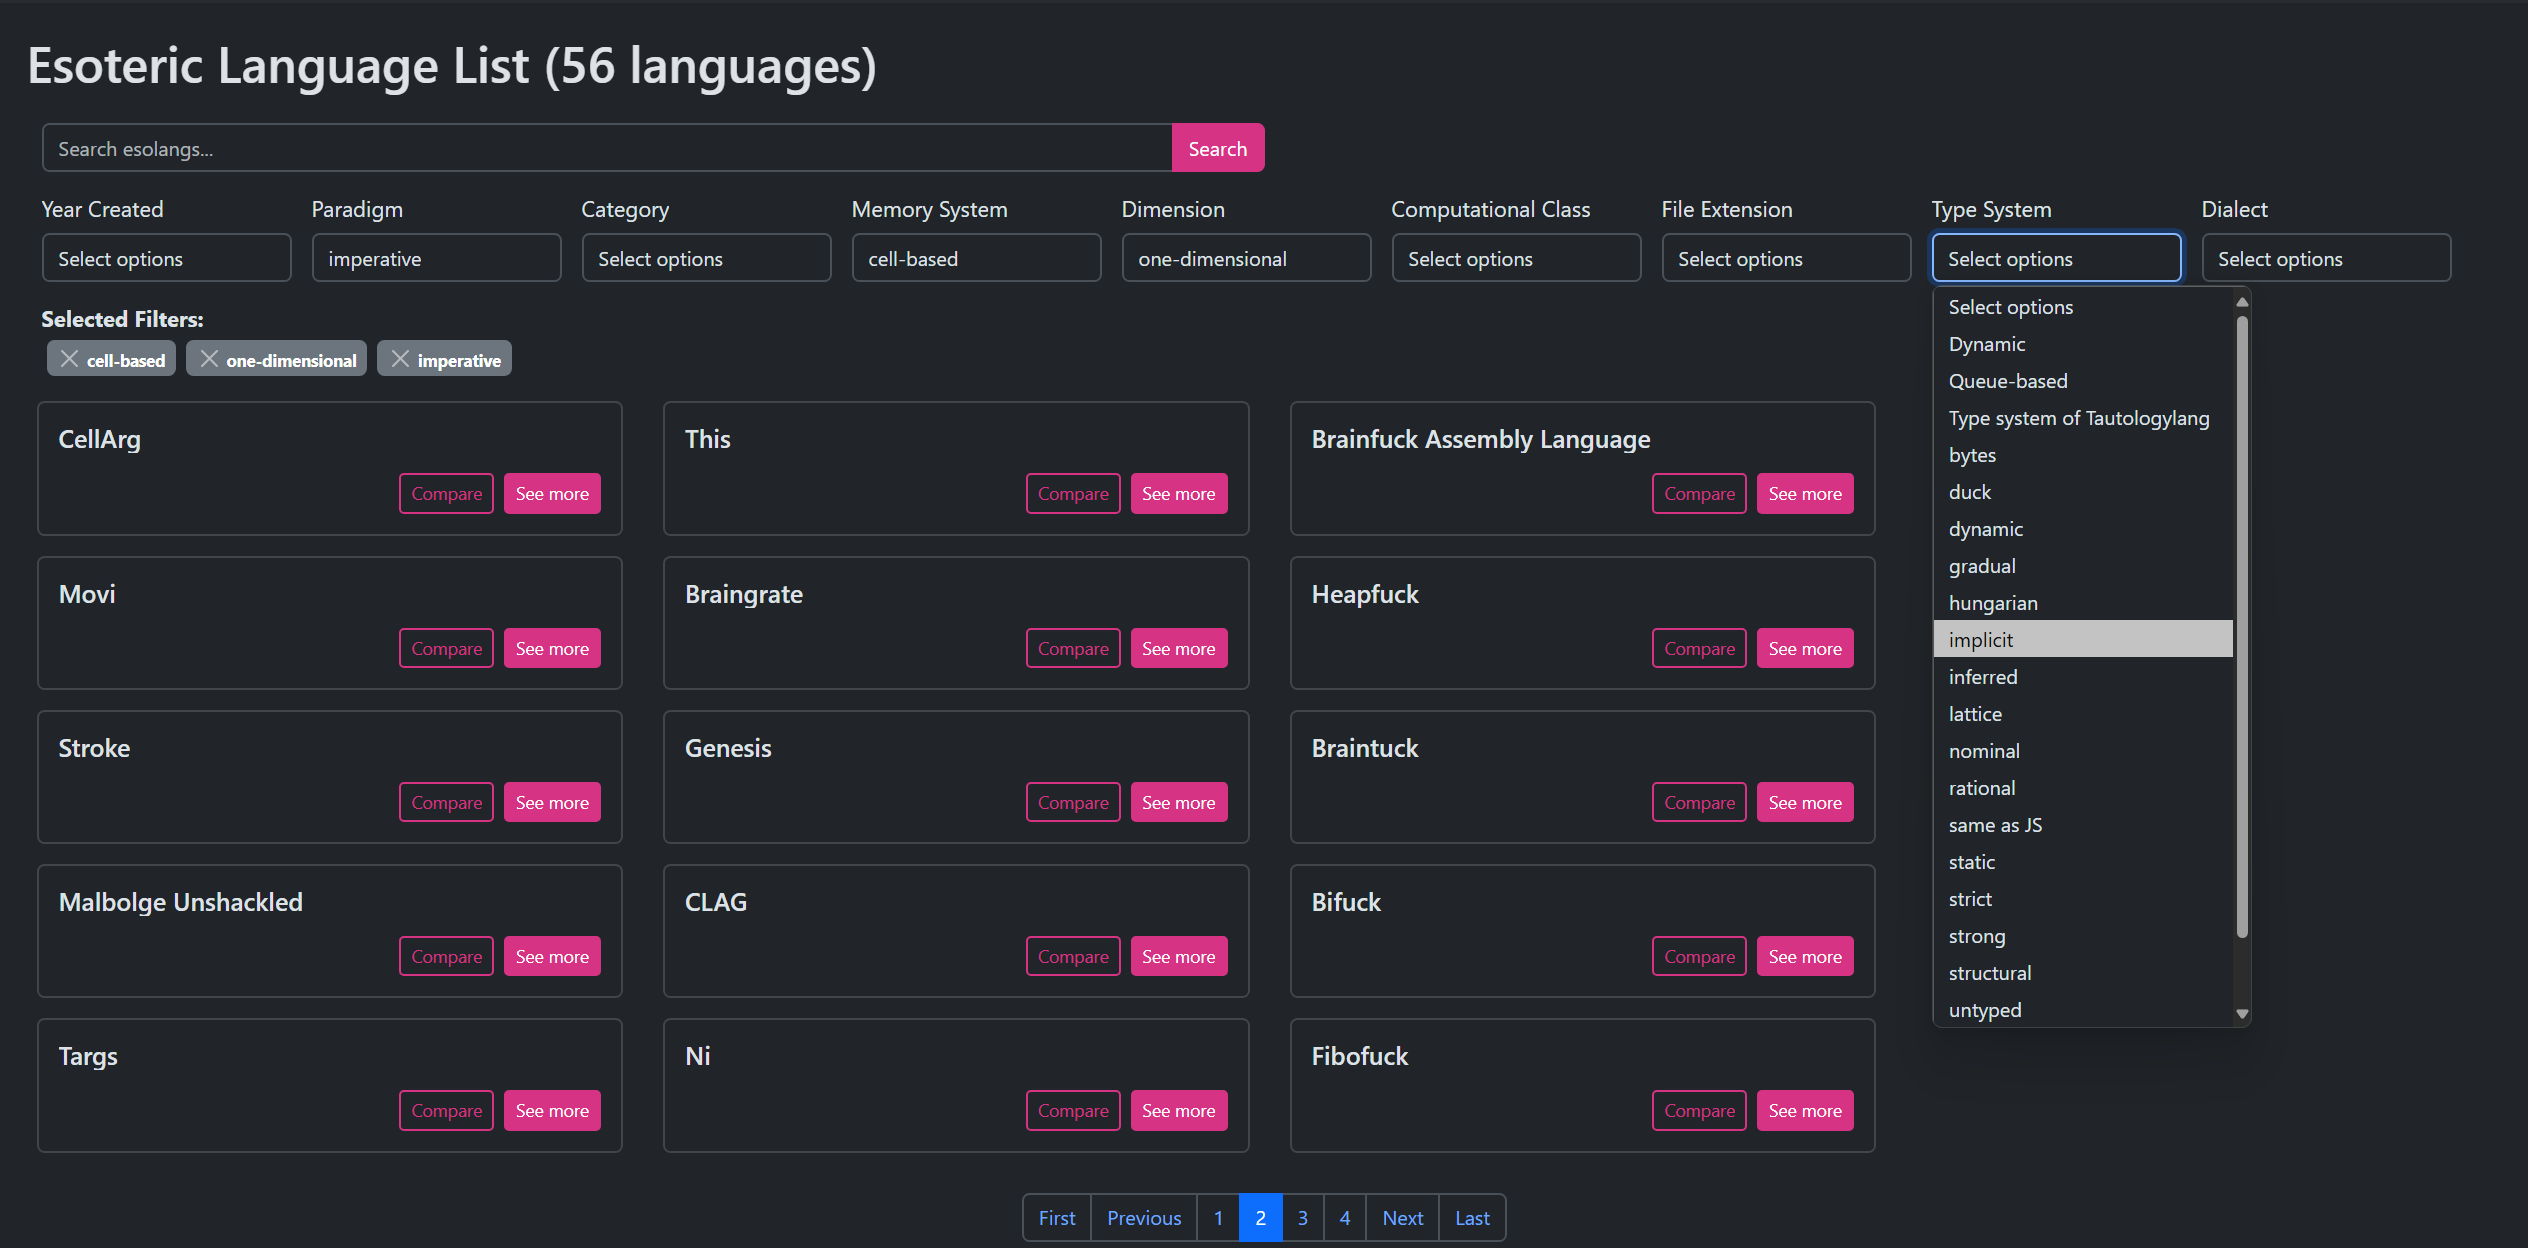 Esoteric Language List (56 languages)
Search esolangs...
Search
Year Created
Paradigm
Category
Memory System
Dimension
Computational Class
File Extension
Type System
Dialect
Select options
imperative
Select options
cell-based
one-dimensional
Select options
Select options
Select options
Select options
Selected Filters:
cell-based
one-dimensional
imperative
CellArg
Compare
See more
This
Compare
See more
Brainfuck Assembly Language
Compare
See more
Movi
Compare
See more
Braingrate
Compare
See more
Heapfuck
Compare
See more
Stroke
Compare
See more
Genesis
Compare
See more
Braintuck
Compare
See more
Malbolge Unshackled
Compare
See more
CLAG
Compare
See more
Bifuck
Compare
See more
Targs
Compare
See more
Ni
Compare
See more
Fibofuck
Compare
See more
Select options
Dynamic
Queue-based
Type system of Tautologylang
bytes
duck
dynamic
gradual
hungarian
implicit
inferred
lattice
nominal
rational
same as JS
static
strict
strong
structural
untyped
First
Previous
1
2
3
4
Next
Last